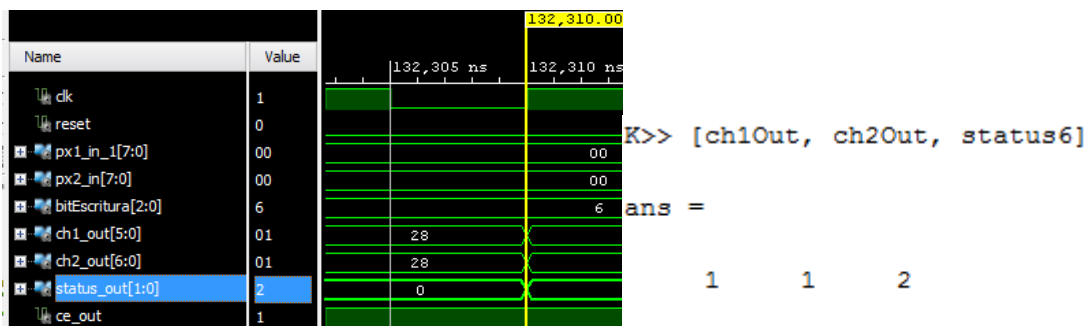 132,310.00
Name Value
132,305 ns 132,310 ns
clk 1
reset 0
px1_in_1[7:0] 00 00
px2_in[7:0] 00 00
bitEscritura[2:0] 6 6
ch1_out[5:0] 01 28
ch2_out[6:0] 01 28
status_out[1:0] 2 0
ce_out 1
K>> [ch1Out, ch2Out, status6]
ans =
1 1 2